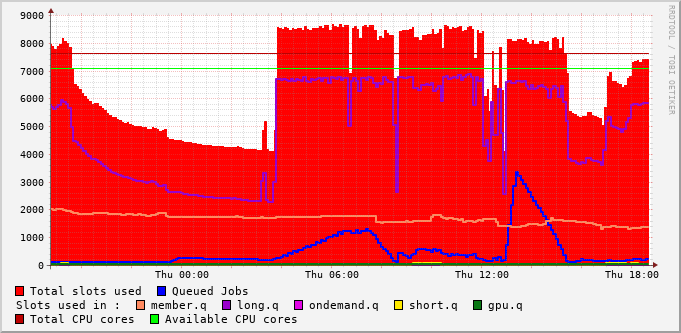 9000
8000
7000
6000
5000
4000
3000
2000
1000
0
Thu 00:00 Thu 06:00 Thu 12:00 Thu 18:00
RRDTOOL / TOBI OETIKER
Total slots used Queued Jobs
Slots used in : member.q long.q ondemand.q short.q gpu.q
Total CPU cores Available CPU cores